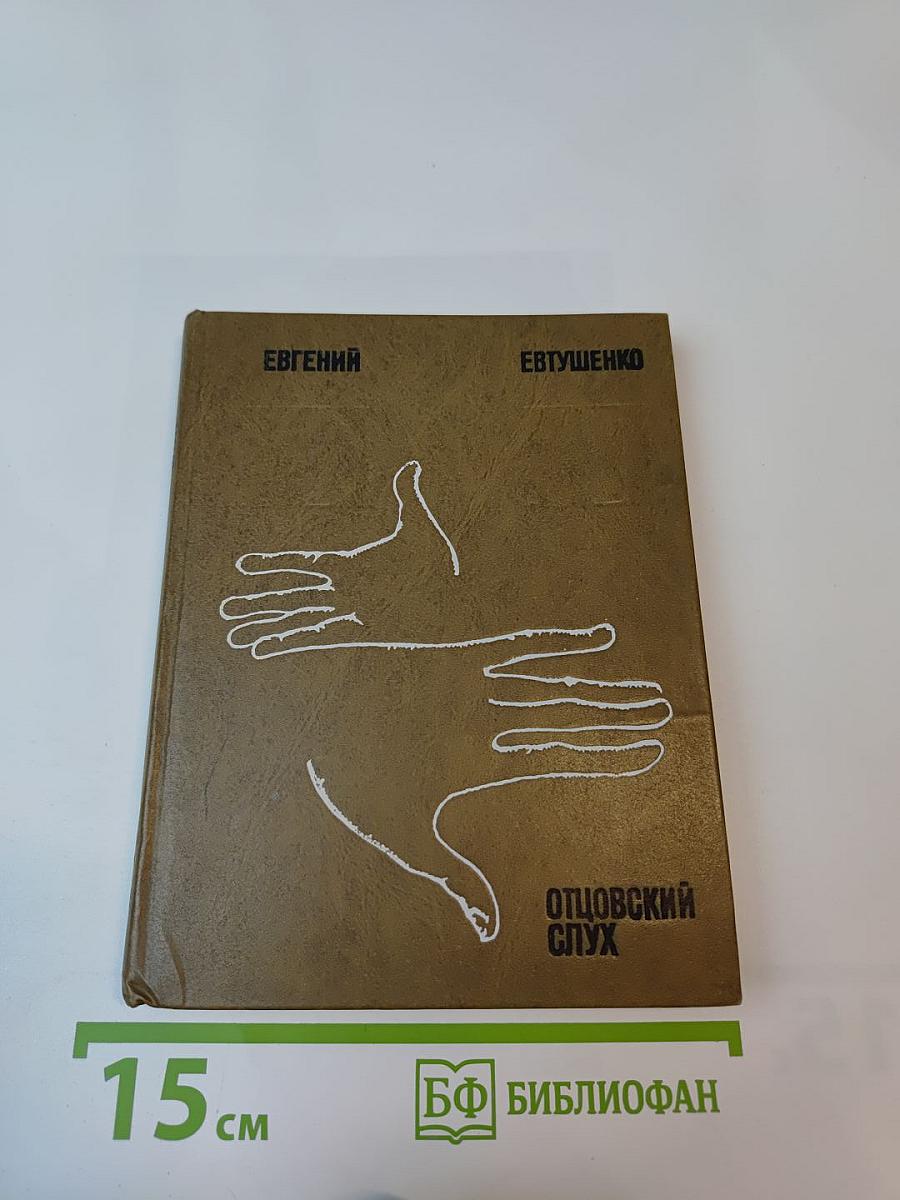 ЕВГЕНИЙ ЕВТУШЕНКО
ОТЦОВСКИЙ
СЛУХ
15 см
БФ БИБЛИОФАН